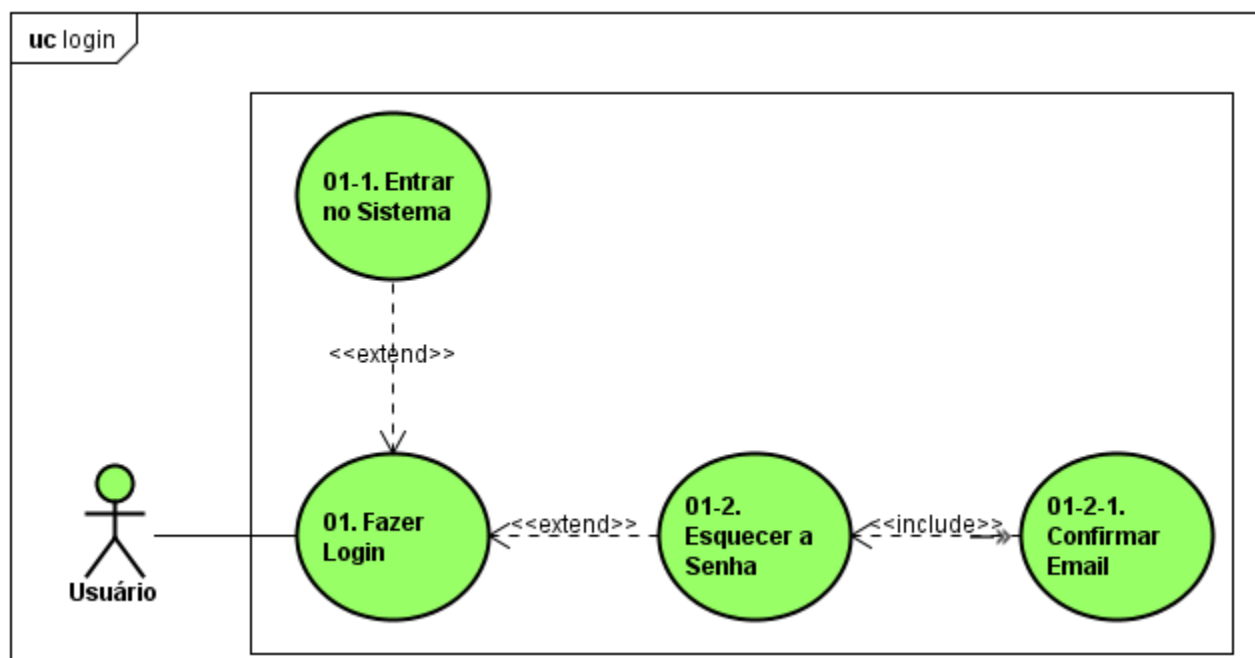 uc login
01-1. Entrar
no Sistema
<<extend>>
01. Fazer
Login
<<extend>>
01-2.
Esquecer a
Senha
<<include>>
01-2-1.
Confirmar
Email
Usuário